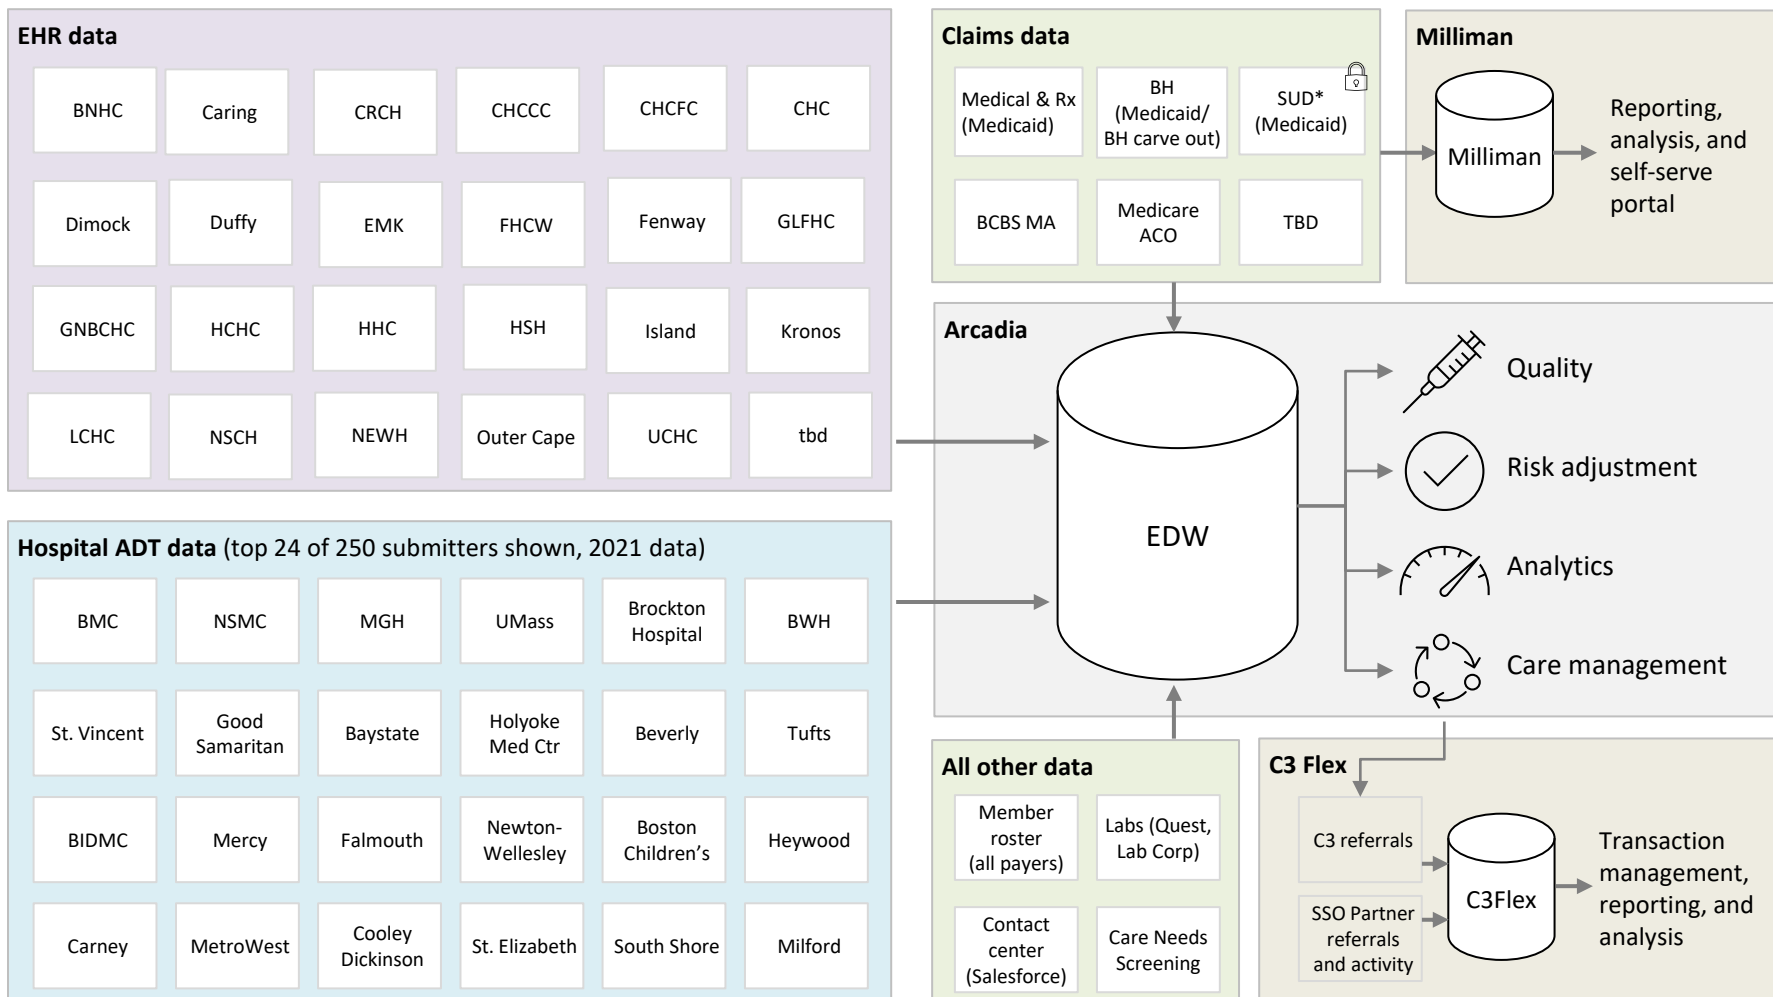 EHR data
BNHC
Caring
CRCH
CHCCC
CHCFC
CHC
Dimock
Duffy
EMK
FHCW
Fenway
GLFHC
GNBCHC
HCHC
HHC
HSH
Island
Kronos
LCHC
NSCH
NEWH
Outer Cape
UCHC
tbd
Hospital ADT data (top 24 of 250 submitters shown, 2021 data)
BMC
NSMC
MGH
UMass
Brockton
Hospital
BWH
St. Vincent
Good
Samaritan
Baystate
Holyoke
Med Ctr
Beverly
Tufts
BIDMC
Mercy
Falmouth
Newton-
Wellesley
Boston
Children’s
Heywood
Carney
MetroWest
Cooley
Dickinson
St. Elizabeth
South Shore
Milford
Claims data
Medical & Rx
(Medicaid)
BH
(Medicaid/
BH carve out)
SUD*
(Medicaid)
BCBS MA
Medicare
ACO
TBD
Milliman
Milliman
Reporting,
analysis, and
self-serve
portal
Arcadia
EDW
Quality
Risk adjustment
Analytics
Care management
All other data
Member
roster
(all payers)
Labs (Quest,
Lab Corp)
Contact
center
(Salesforce)
Care Needs
Screening
C3 Flex
C3 referrals
SSO Partner
referrals
and activity
C3Flex
Transaction
management,
reporting, and
analysis